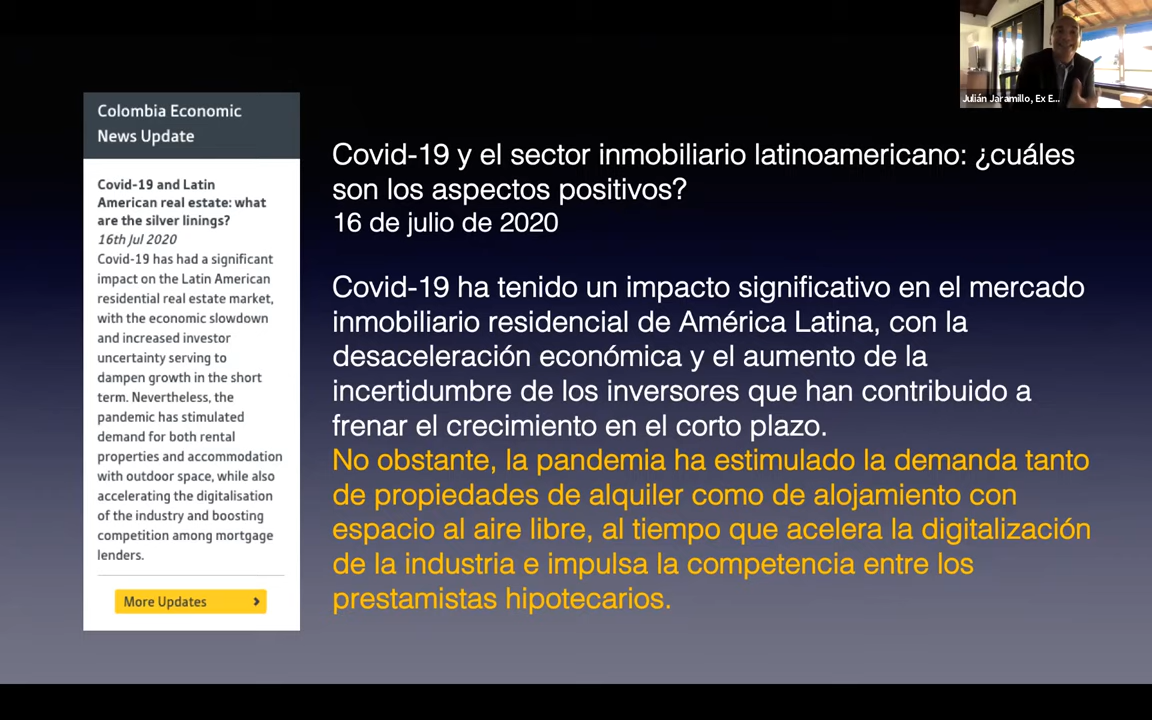 Julián Jaramillo, Ex E...
Colombia Economic
News Update
Covid-19 and Latin
American real estate: what
are the silver linings?
16th Jul 2020
Covid-19 has had a significant
impact on the Latin American
residential real estate market,
with the economic slowdown
and increased investor
uncertainty serving to
dampen growth in the short
term. Nevertheless, the
pandemic has stimulated
demand for both rental
properties and accommodation
with outdoor space, while also
accelerating the digitalisation
of the industry and boosting
competition among mortgage
lenders.
More Updates
Covid-19 y el sector inmobiliario latinoamericano: ¿cuáles
son los aspectos positivos?
16 de julio de 2020
Covid-19 ha tenido un impacto significativo en el mercado
inmobiliario residencial de América Latina, con la
desaceleración económica y el aumento de la
incertidumbre de los inversores que han contribuido a
frenar el crecimiento en el corto plazo.
No obstante, la pandemia ha estimulado la demanda tanto
de propiedades de alquiler como de alojamiento con
espacio al aire libre, al tiempo que acelera la digitalización
de la industria e impulsa la competencia entre los
prestamistas hipotecarios.